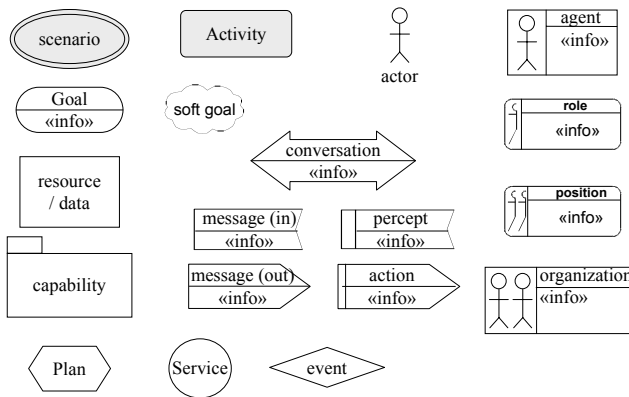 scenario
Activity
actor
agent
«info»
Goal
«info»
soft goal
role
«info»
conversation
«info»
resource
/ data
position
«info»
message (in)
«info»
percept
«info»
capability
message (out)
«info»
action
«info»
organization
«info»
Plan
Service
event